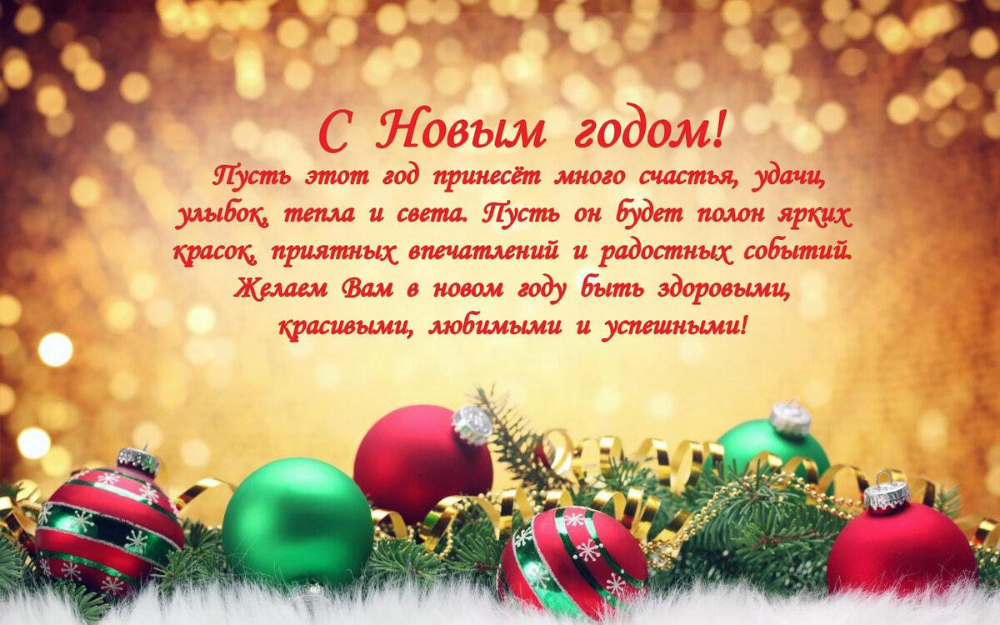 С Новым годом!
Пусть этот год принесёт много счастья, удачи,
улыбок, тепла и света. Пусть он будет полон ярких
красок, приятных впечатлений и радостных событий.
Желаем Вам в новом году быть здоровыми,
красивыми, любимыми и успешными!